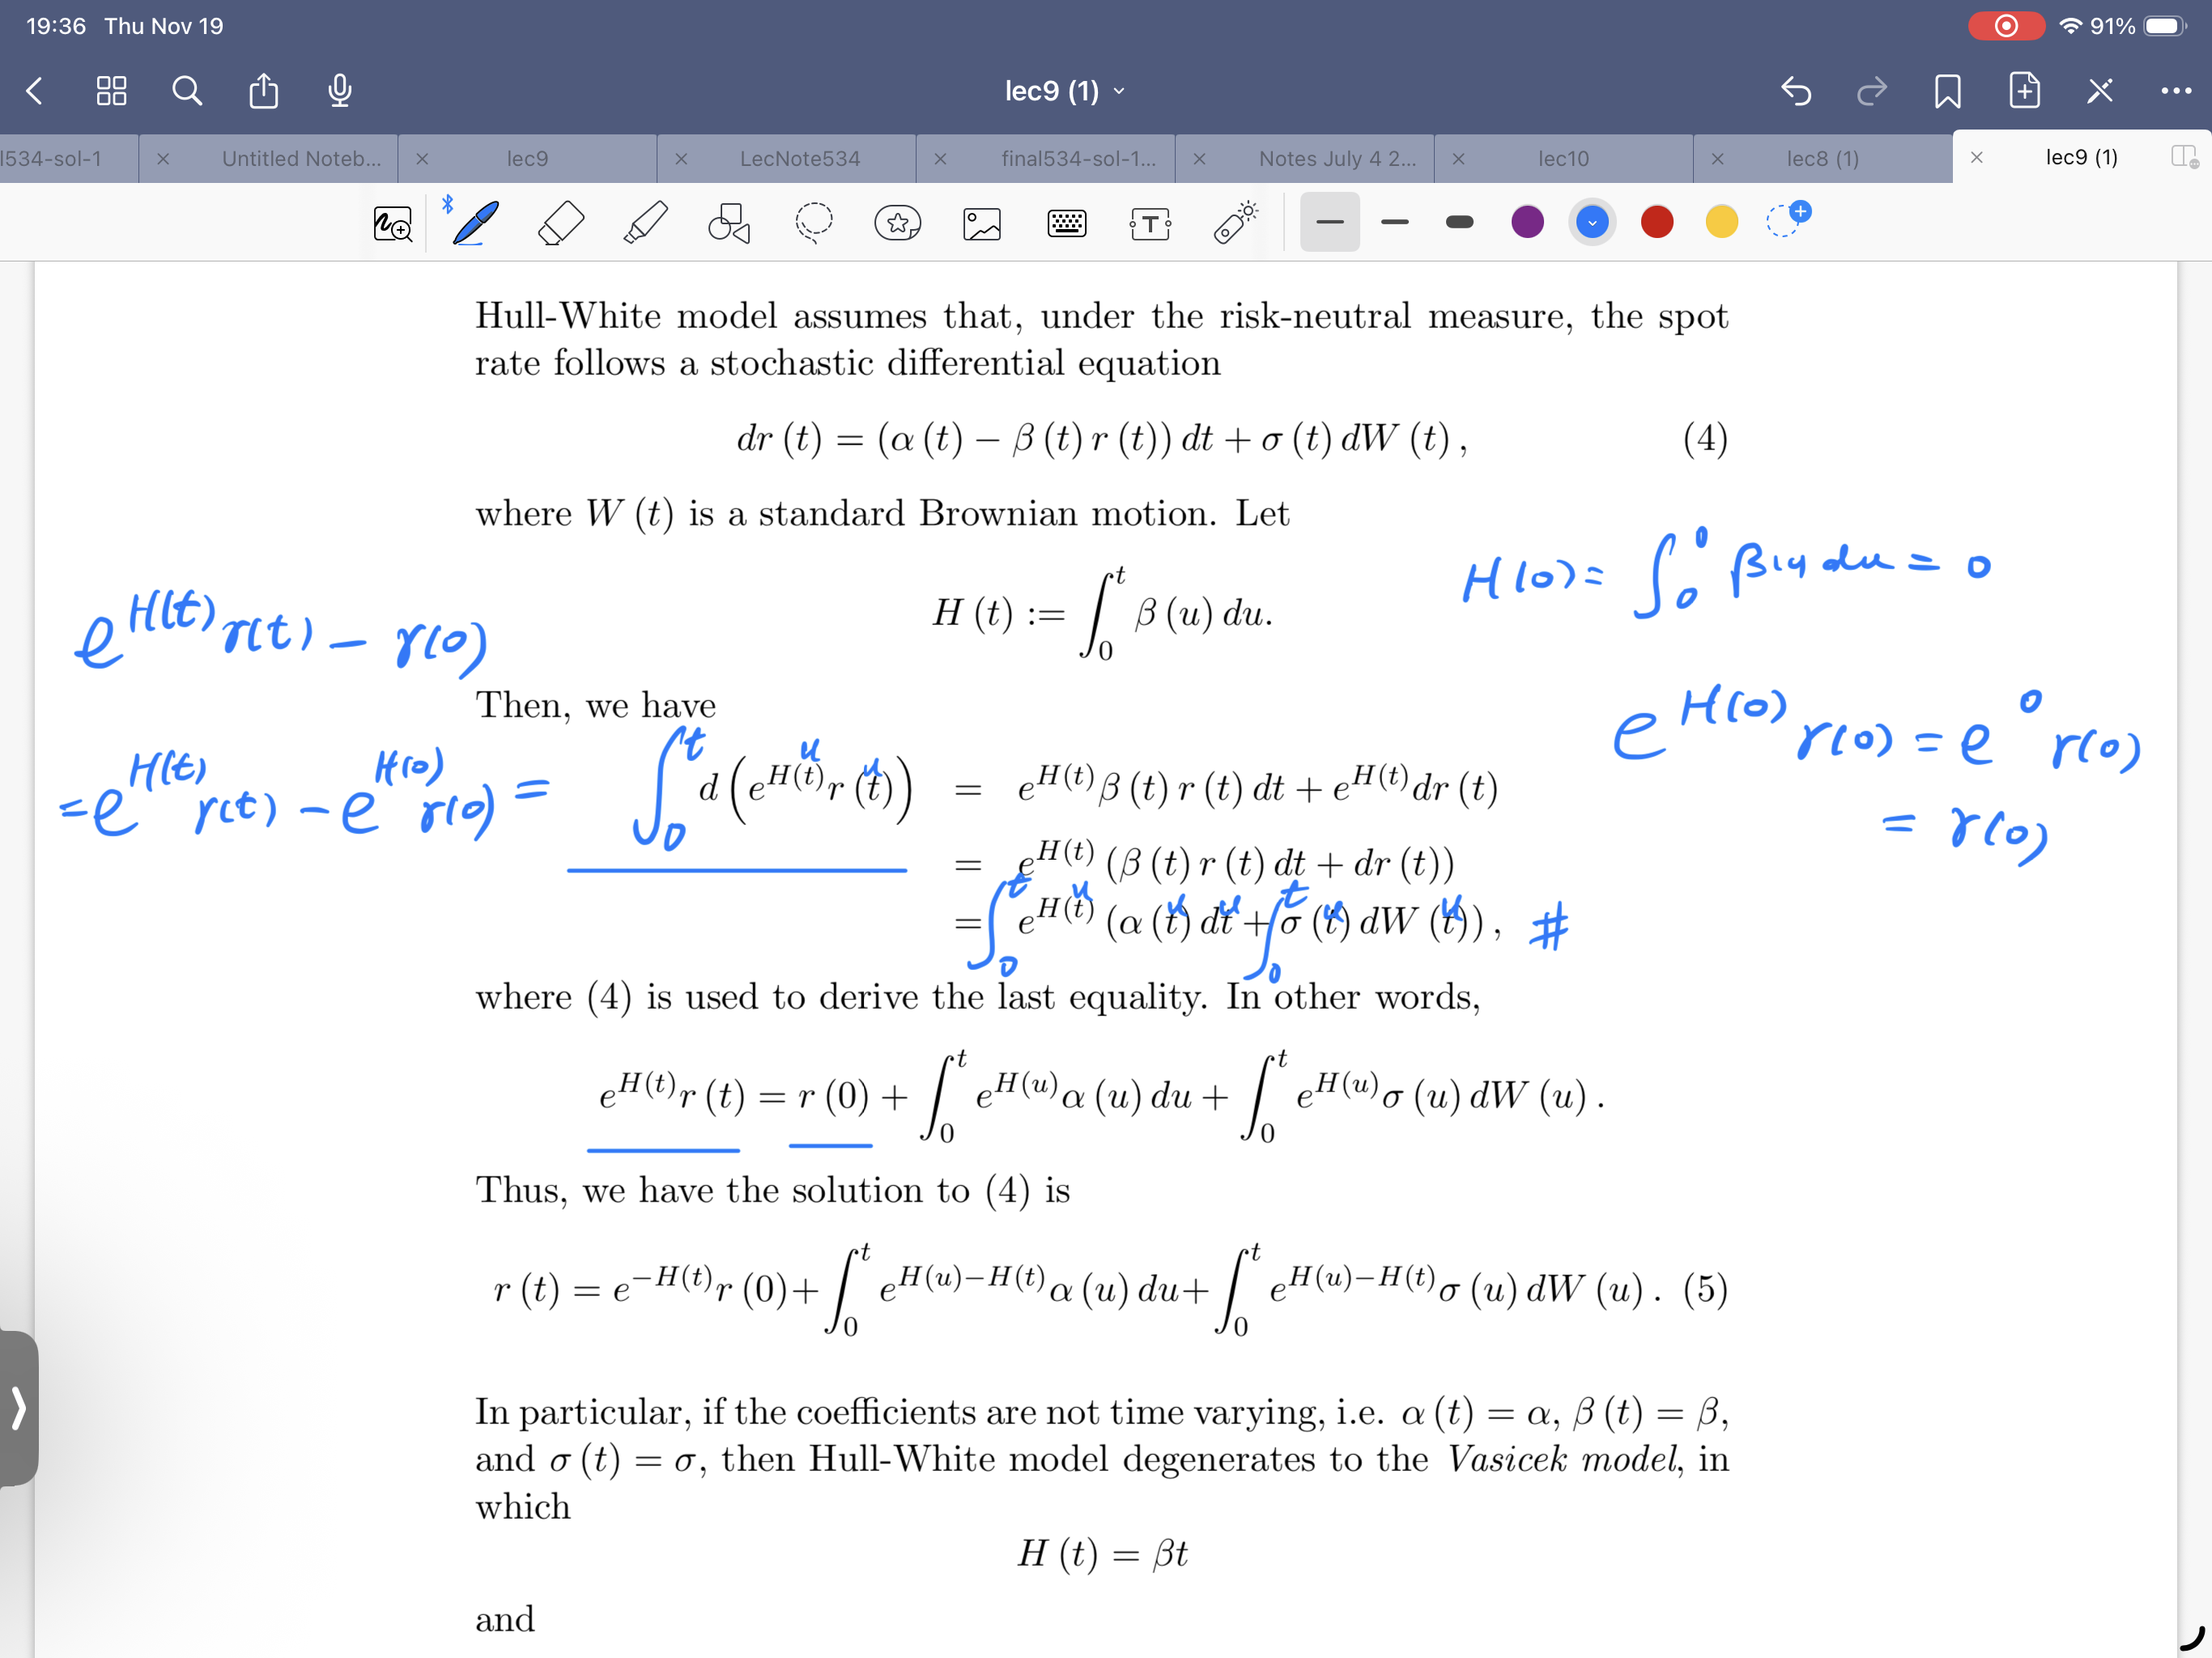 19:36 Thu Nov 19 91%
lec9 (1)
l534-sol-1 × Untitled Noteb... × lec9 × LecNote534 × final534-sol-1... × Notes July 4 2... × lec10 × lec8 (1) × lec9 (1)
Hull-White model assumes that, under the risk-neutral measure, the spot
rate follows a stochastic differential equation
dr (t) = (α (t) − β (t) r (t)) dt + σ (t) dW (t) , (4)
where W (t) is a standard Brownian motion. Let
H(0) = ∫_0^0 β(u) du = 0
H (t) := ∫_0^t β (u) du.
e^{H(t)} r(t) − r(0)
Then, we have
e^{H(0)} r(0) = e^0 r(0)
= r(0)
= e^{H(t)} r(t) − e^{H(0)} r(0) =
∫_0^t u u
d (e^{H(t)} r (t)) = e^{H(t)} β (t) r (t) dt + e^{H(t)} dr (t)
= e^{H(t)} (β (t) r (t) dt + dr (t))
∫_0^t u u u ∫_0^t u u
= e^{H(t)} (α (t) dt + σ (t) dW (t)) , #
where (4) is used to derive the last equality. In other words,
e^{H(t)} r (t) = r (0) + ∫_0^t e^{H(u)} α (u) du + ∫_0^t e^{H(u)} σ (u) dW (u) .
Thus, we have the solution to (4) is
r (t) = e^{−H(t)} r (0) + ∫_0^t e^{H(u)−H(t)} α (u) du + ∫_0^t e^{H(u)−H(t)} σ (u) dW (u) . (5)
In particular, if the coefficients are not time varying, i.e. α (t) = α, β (t) = β,
and σ (t) = σ, then Hull-White model degenerates to the Vasicek model, in
which
H (t) = βt
and